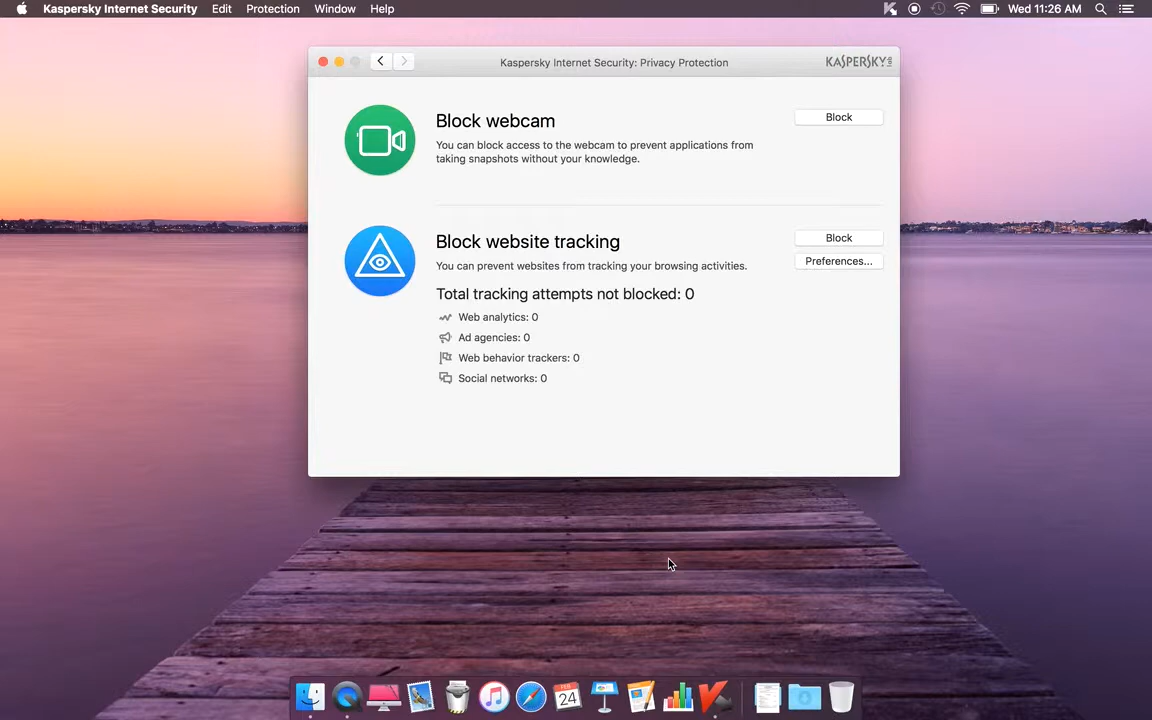 Kaspersky Internet Security Edit Protection Window Help Wed 11:26 AM
Kaspersky Internet Security: Privacy Protection
KASPERSKY
Block webcam
Block
You can block access to the webcam to prevent applications from
taking snapshots without your knowledge.
Block website tracking
Block
You can prevent websites from tracking your browsing activities.
Preferences...
Total tracking attempts not blocked: 0
Web analytics: 0
Ad agencies: 0
Web behavior trackers: 0
Social networks: 0
24